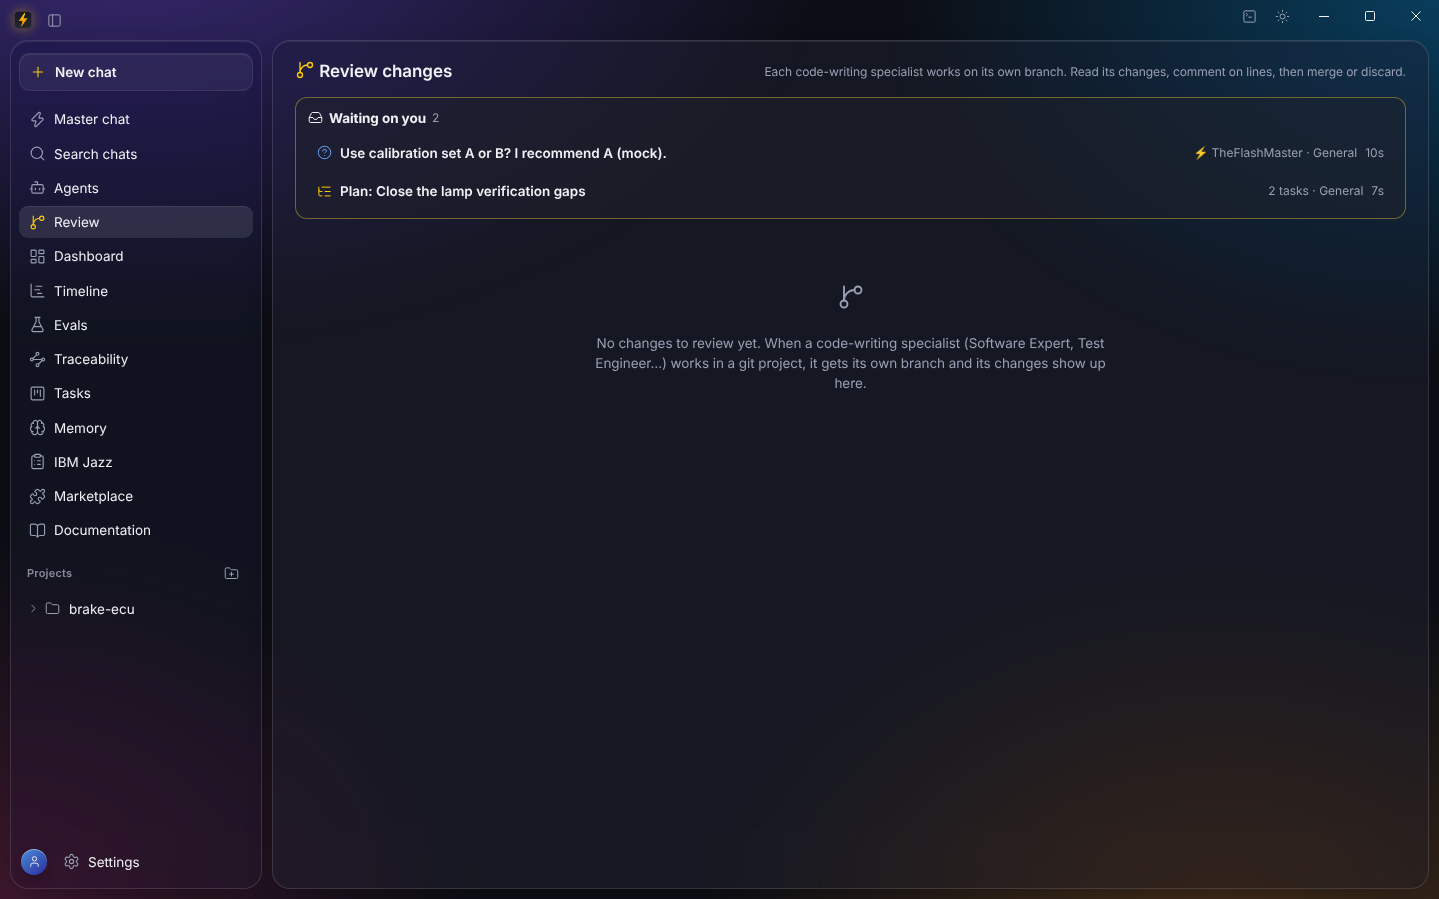 New chat
Master chat
Search chats
Agents
Review
Dashboard
Timeline
Evals
Traceability
Tasks
Memory
IBM Jazz
Marketplace
Documentation
Projects
brake-ecu
Settings
Review changes
Each code-writing specialist works on its own branch. Read its changes, comment on lines, then merge or discard.
Waiting on you 2
Use calibration set A or B? I recommend A (mock).
⚡ TheFlashMaster · General 10s
Plan: Close the lamp verification gaps
2 tasks · General 7s
No changes to review yet. When a code-writing specialist (Software Expert, Test
Engineer...) works in a git project, it gets its own branch and its changes show up
here.